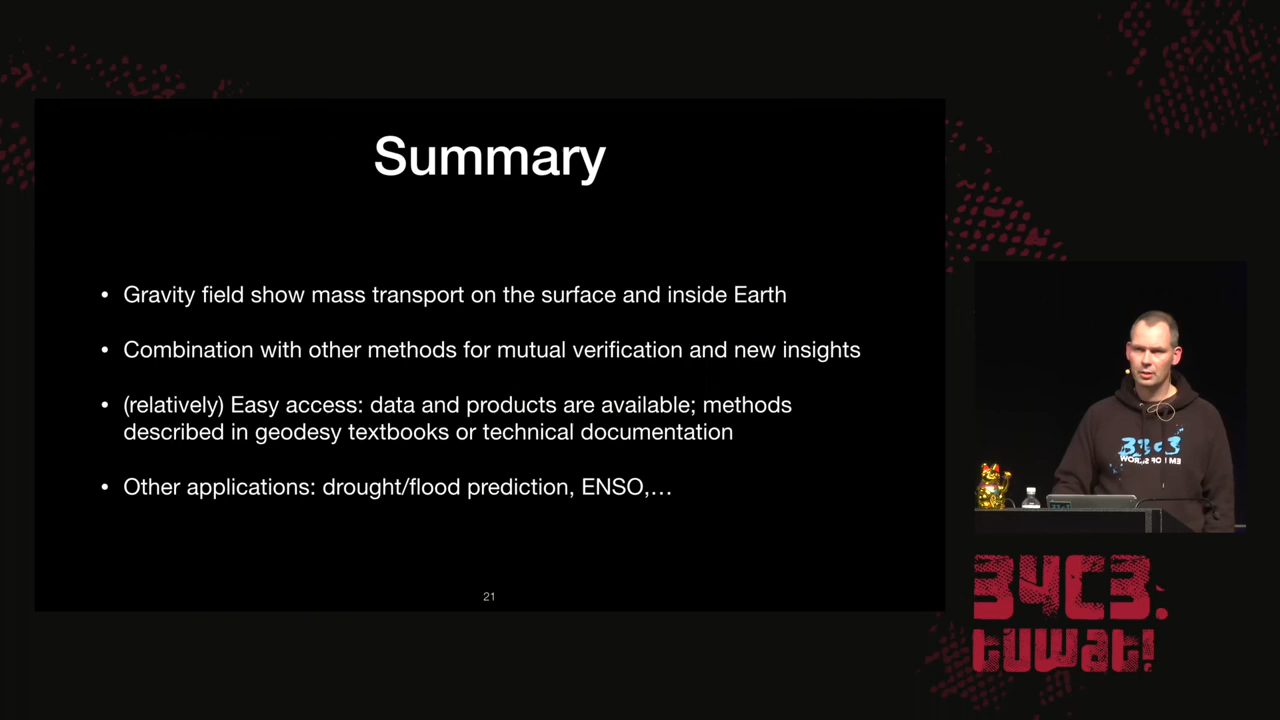 Summary
• Gravity field show mass transport on the surface and inside Earth
• Combination with other methods for mutual verification and new insights
• (relatively) Easy access: data and products are available; methods
described in geodesy textbooks or technical documentation
• Other applications: drought/flood prediction, ENSO,…
21
33c3
34C3.
tuwat!